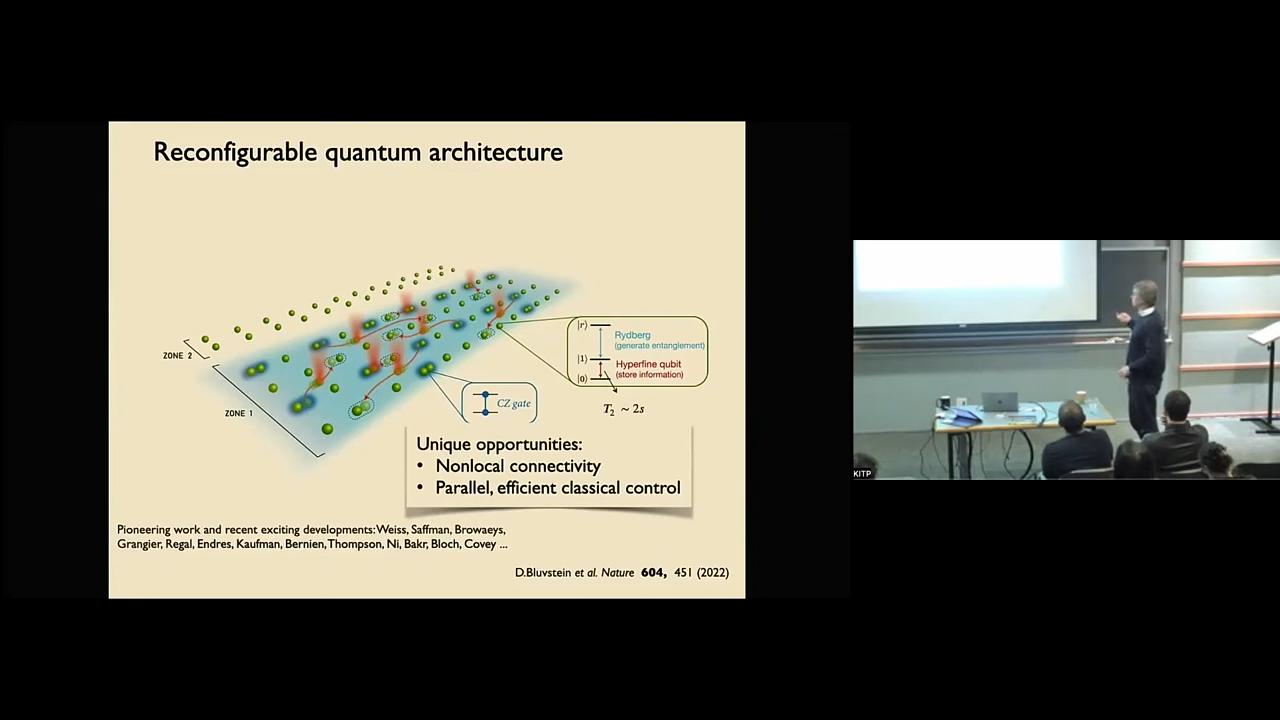 Reconfigurable quantum architecture
ZONE 2
ZONE 1
|r⟩
Rydberg
(generate entanglement)
|1⟩
Hyperfine qubit
(store information)
|0⟩
CZ gate
T₂ ~ 2s
Unique opportunities:
• Nonlocal connectivity
• Parallel, efficient classical control
Pioneering work and recent exciting developments: Weiss, Saffman, Browaeys,
Grangier, Regal, Endres, Kaufman, Bernien, Thompson, Ni, Bakr, Bloch, Covey ...
D.Bluvstein et al. Nature 604, 451 (2022)
KITP